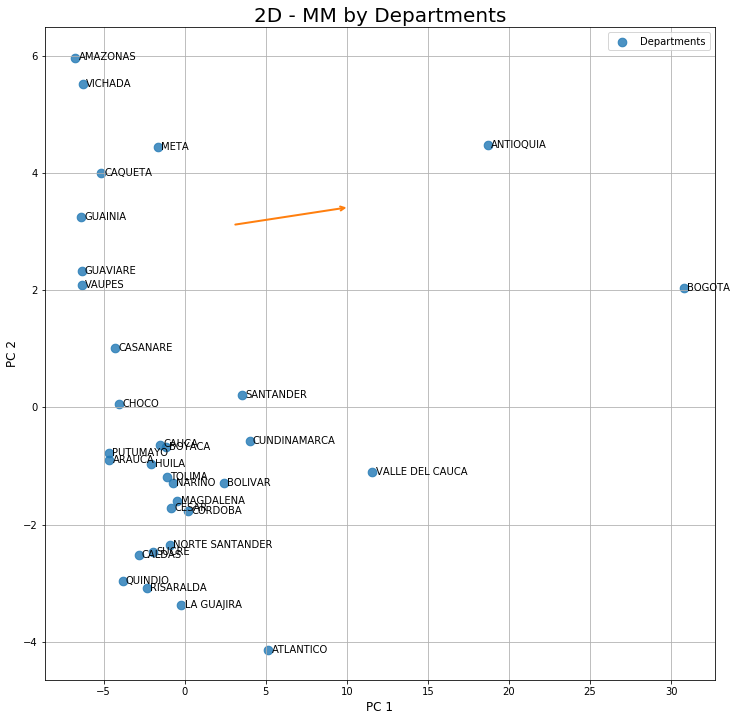 2D - MM by Departments
Departments
AMAZONAS
VICHADA
META
ANTIOQUIA
CAQUETA
GUAINIA
GUAVIARE
VAUPES
BOGOTA
CASANARE
SANTANDER
CHOCO
CUNDINAMARCA
CAUCA
BOYACA
PUTUMAYO
ARAUCA
HUILA
VALLE DEL CAUCA
TOLIMA
NARIÑO
BOLIVAR
MAGDALENA
CESAR
CORDOBA
NORTE SANTANDER
SUCRE
CALDAS
QUINDIO
RISARALDA
LA GUAJIRA
ATLANTICO
6
4
2
0
−2
−4
PC 2
−5
0
5
10
15
20
25
30
PC 1